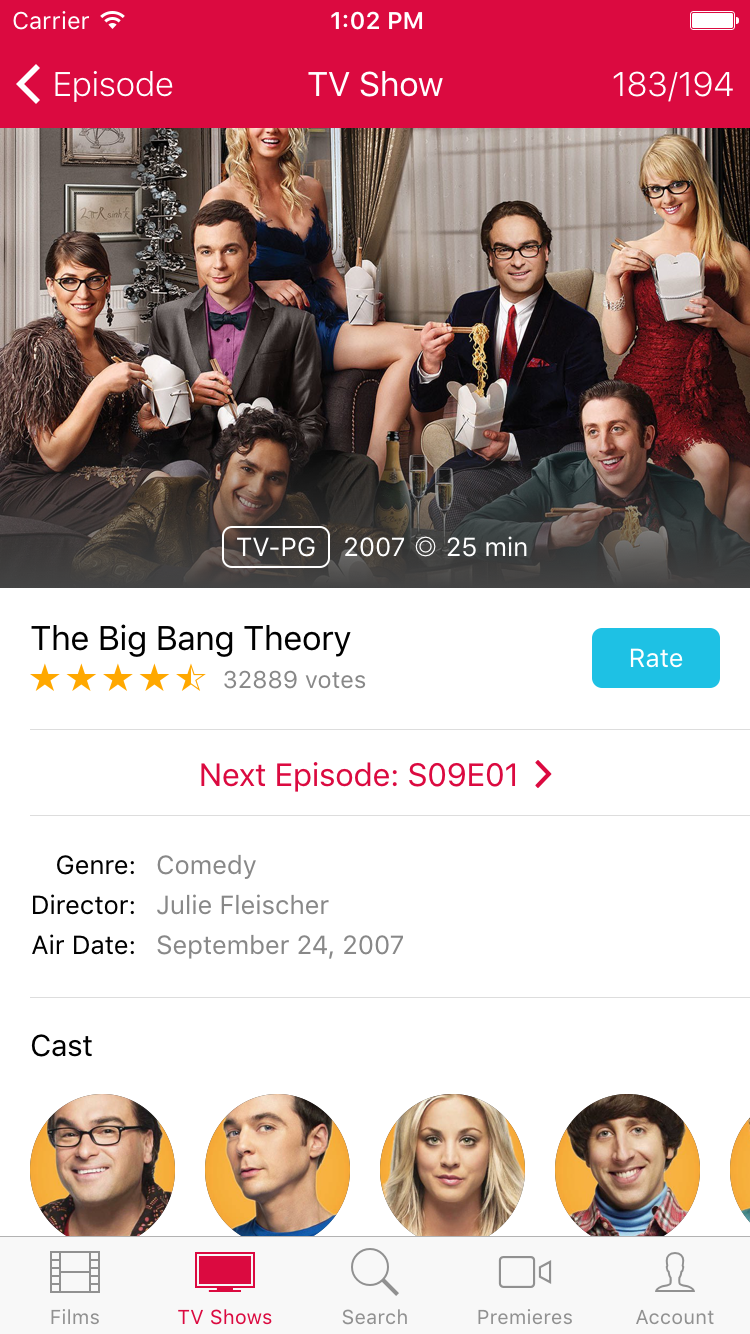 Carrier 1:02 PM
Episode TV Show 183/194
TV-PG 2007 25 min
The Big Bang Theory
32889 votes
Rate
Next Episode: S09E01
Genre: Comedy
Director: Julie Fleischer
Air Date: September 24, 2007
Cast
Films TV Shows Search Premieres Account